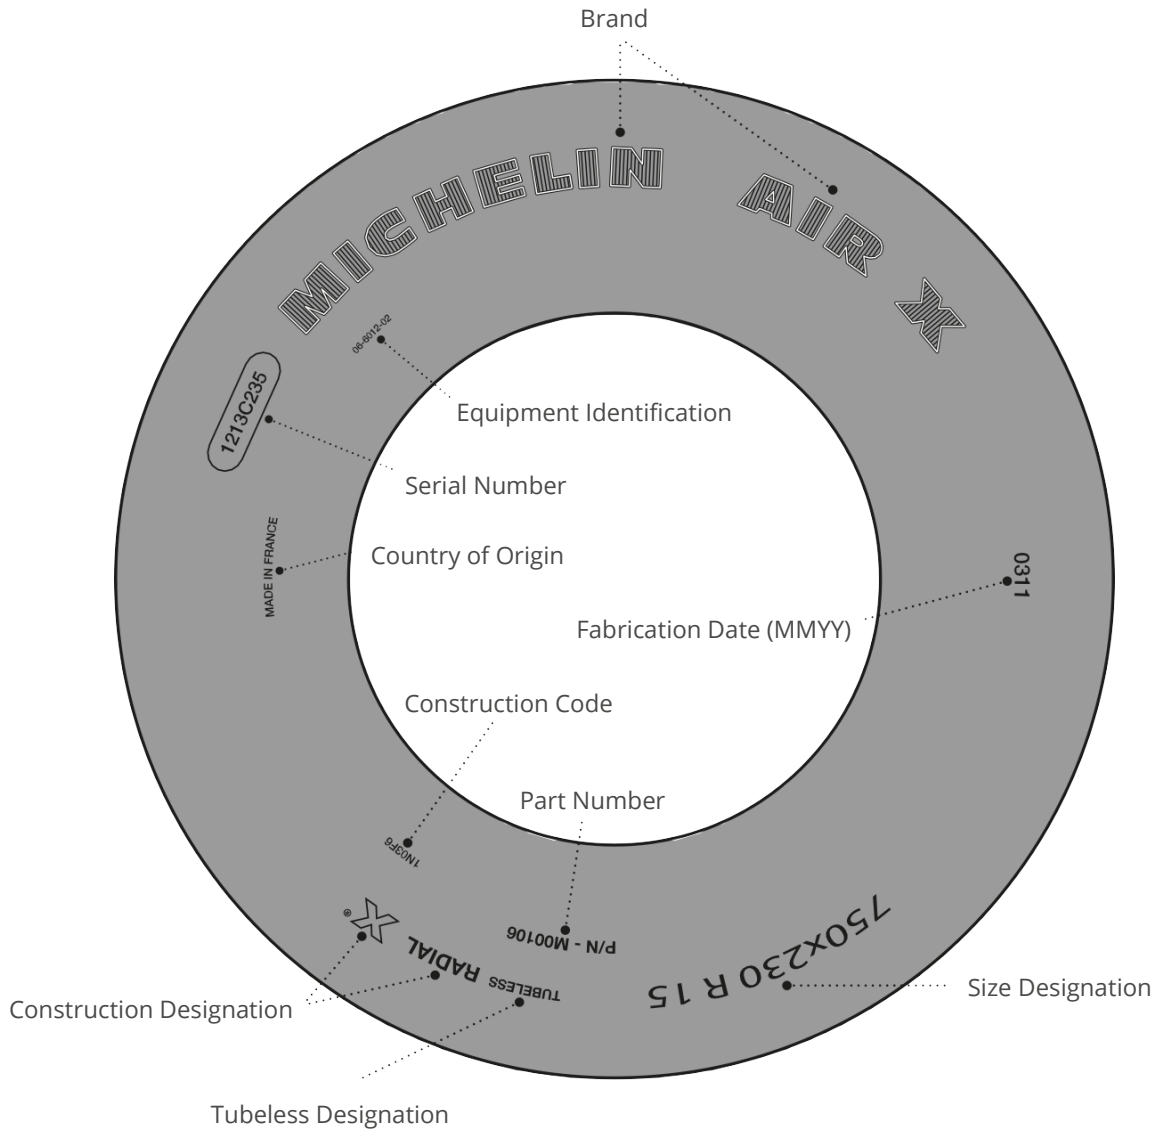 Brand
MICHELIN AIR X
06-6012-02
Equipment Identification
1213C235
Serial Number
MADE IN FRANCE
Country of Origin
0311
Fabrication Date (MMYY)
Construction Code
Part Number
1N03F6
X®
RADIAL
TUBELESS
P/N - M00106
750x230 R 15
Size Designation
Construction Designation
Tubeless Designation